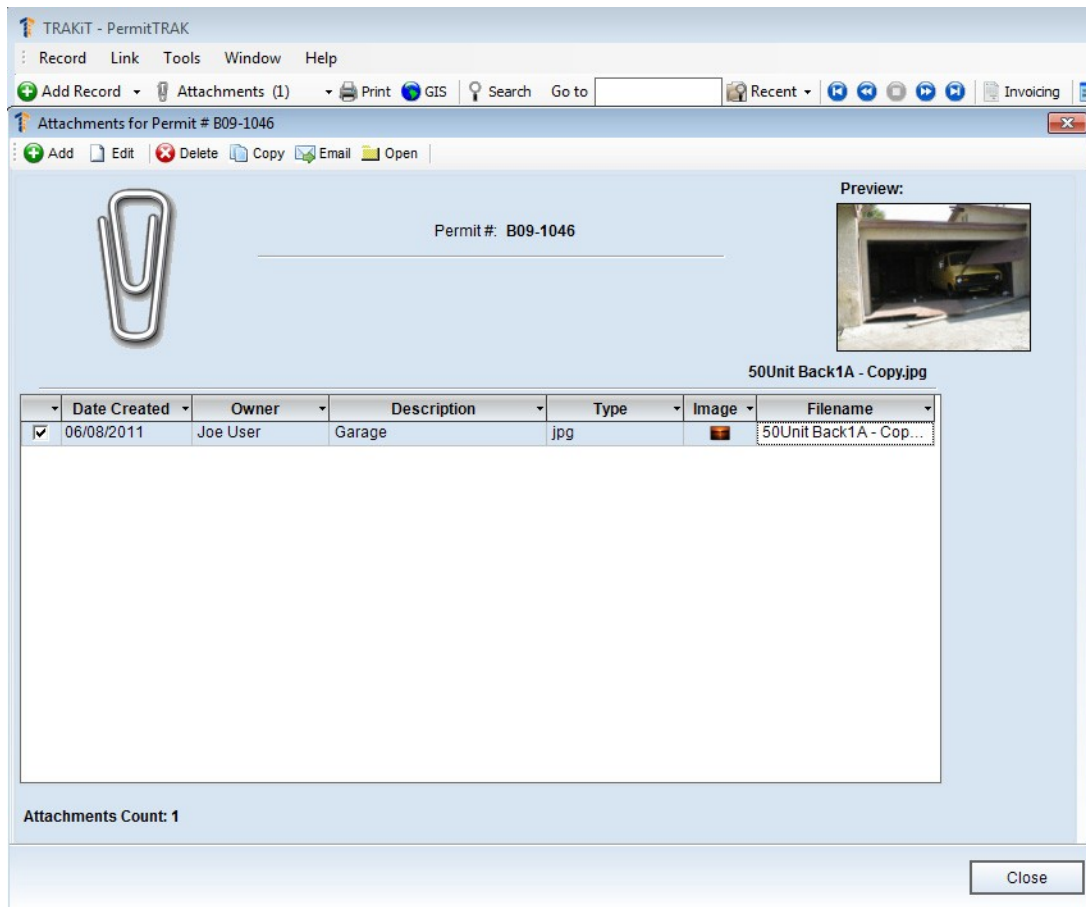 TRAKiT - PermitTRAK
Record Link Tools Window Help
Add Record Attachments (1) Print GIS Search Go to Recent Invoicing
Attachments for Permit # B09-1046
Add Edit Delete Copy Email Open
Preview:
Permit #: B09-1046
50Unit Back1A - Copy.jpg
Date Created Owner Description Type Image Filename
06/08/2011 Joe User Garage jpg 50Unit Back1A - Cop...
Attachments Count: 1
Close